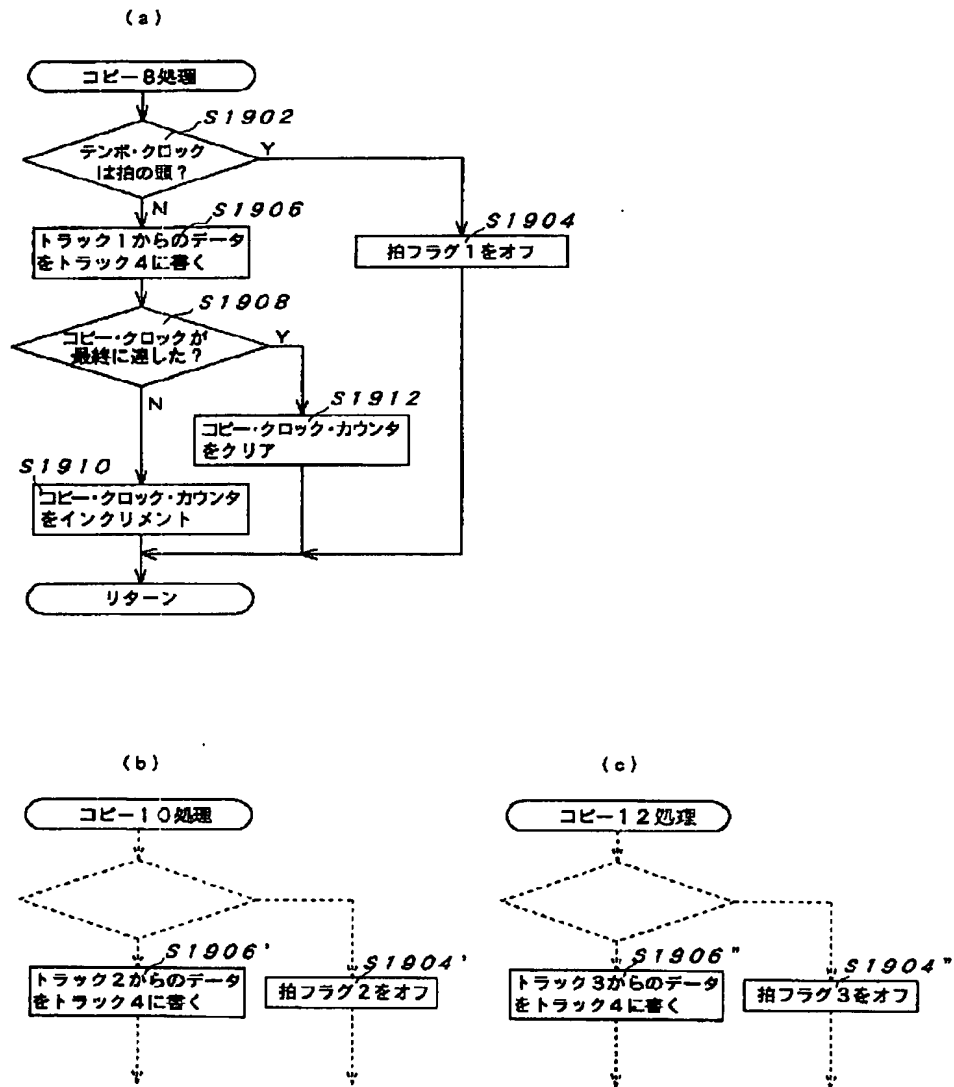 (a)
コピー8処理
S1902
テンポ・クロック
は拍の頭?
Y
N
S1906
トラック1からのデータ
をトラック4に書く
S1904
拍フラグ1をオフ
S1908
コピー・クロックが
最終に達した?
Y
N
S1912
コピー・クロック・カウンタ
をクリア
S1910
コピー・クロック・カウンタ
をインクリメント
リターン
(b)
コピー10処理
S1906'
トラック2からのデータ
をトラック4に書く
S1904'
拍フラグ2をオフ
(c)
コピー12処理
S1906"
トラック3からのデータ
をトラック4に書く
S1904"
拍フラグ3をオフ